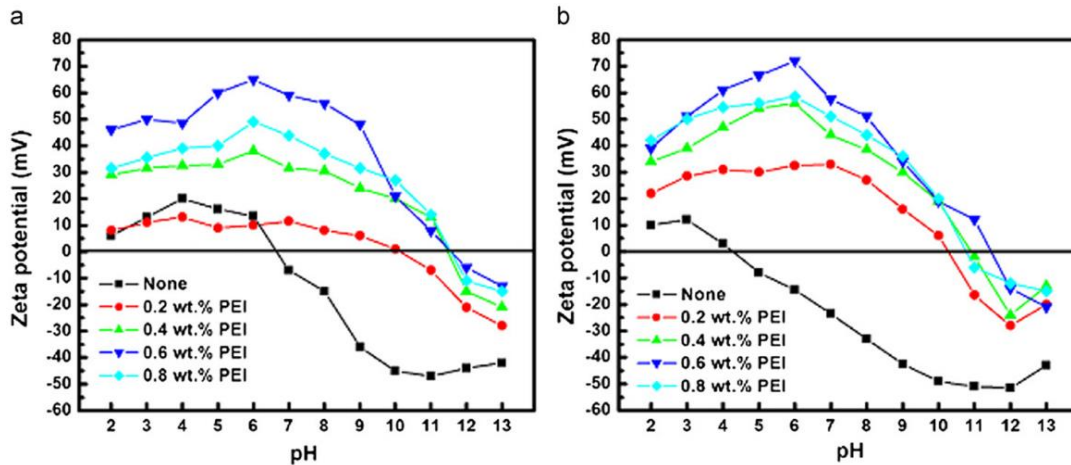 a
Zeta potential (mV)
80
70
60
50
40
30
20
10
0
-10
-20
-30
-40
-50
-60
None
0.2 wt.% PEI
0.4 wt.% PEI
0.6 wt.% PEI
0.8 wt.% PEI
2 3 4 5 6 7 8 9 10 11 12 13
pH
b
Zeta potential (mV)
80
70
60
50
40
30
20
10
0
-10
-20
-30
-40
-50
-60
None
0.2 wt.% PEI
0.4 wt.% PEI
0.6 wt.% PEI
0.8 wt.% PEI
2 3 4 5 6 7 8 9 10 11 12 13
pH